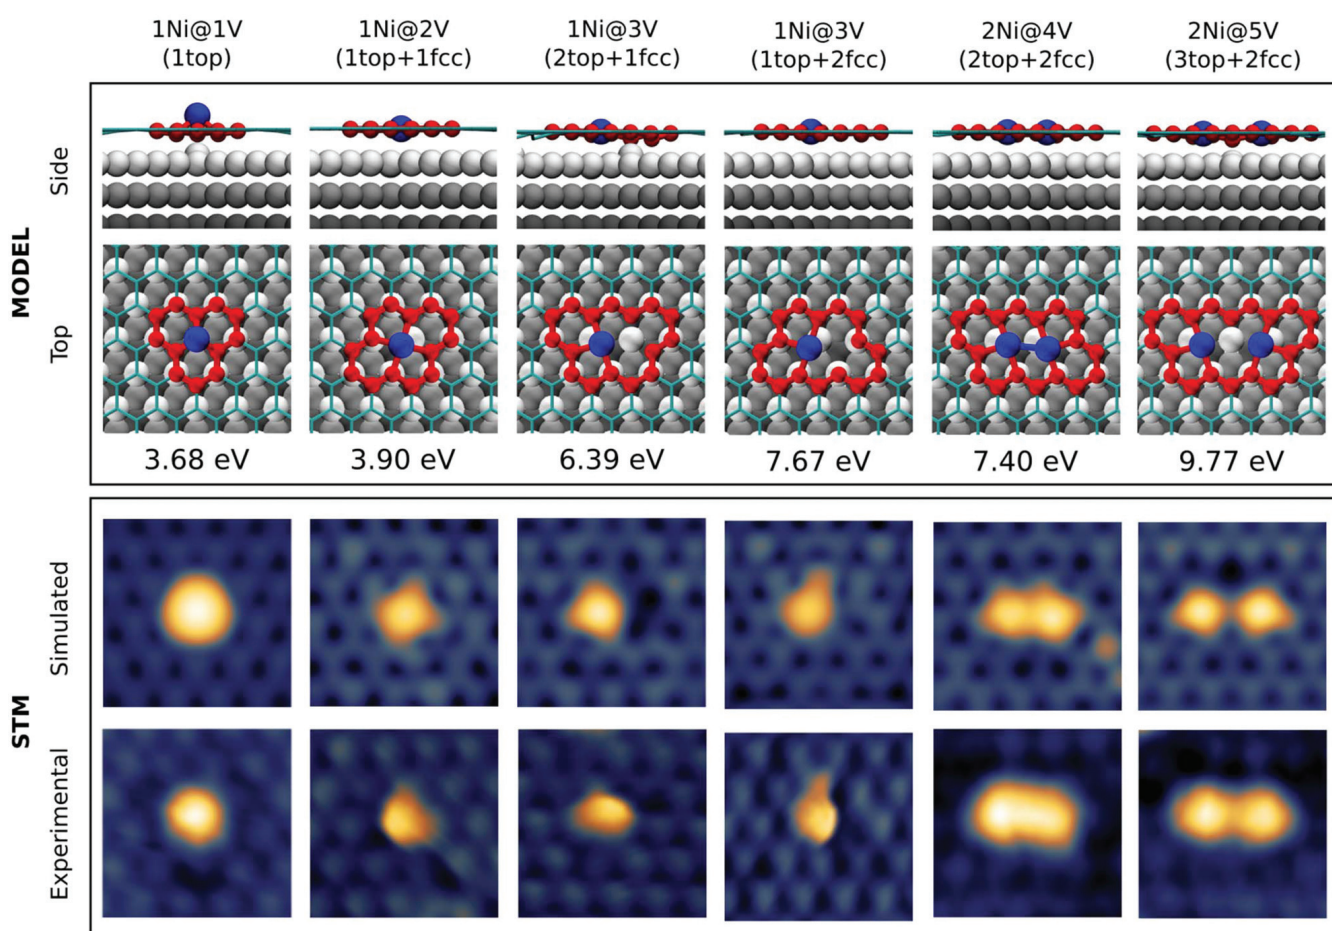 1Ni@1V
(1top)
1Ni@2V
(1top+1fcc)
1Ni@3V
(2top+1fcc)
1Ni@3V
(1top+2fcc)
2Ni@4V
(2top+2fcc)
2Ni@5V
(3top+2fcc)
MODEL
Side
Top
3.68 eV
3.90 eV
6.39 eV
7.67 eV
7.40 eV
9.77 eV
STM
Simulated
Experimental